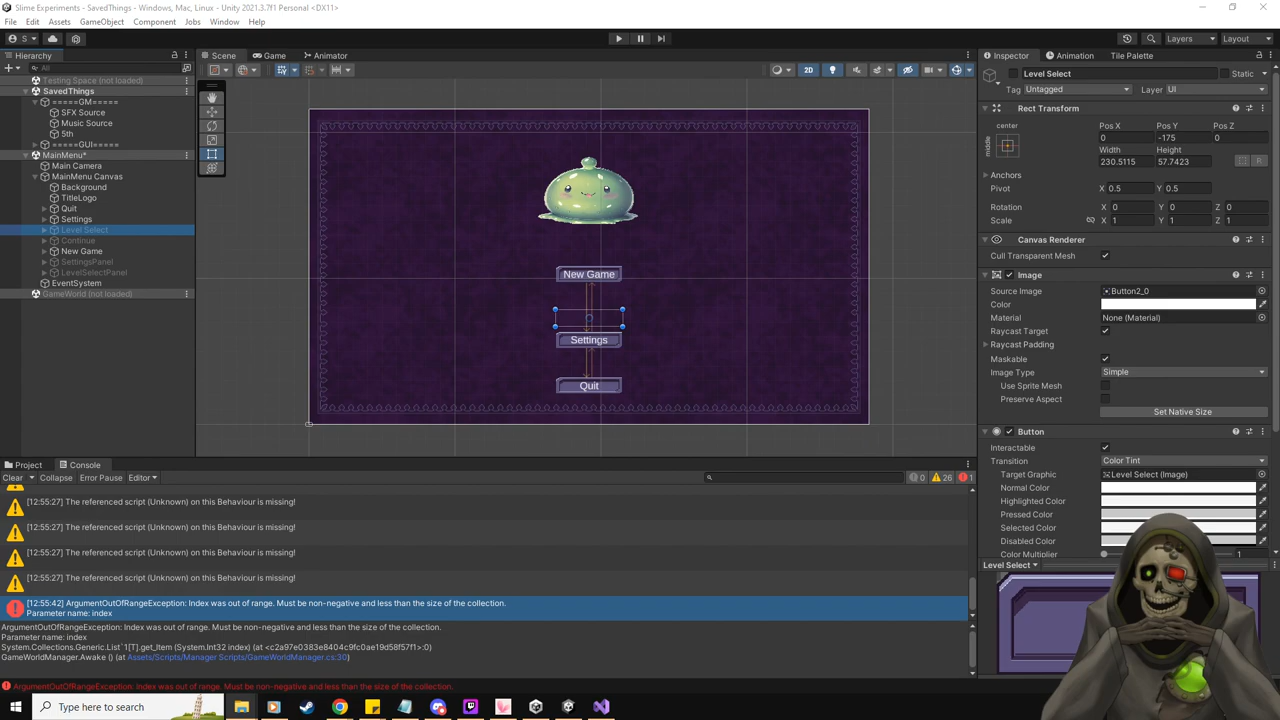 Slime Experiments - SavedThings - Windows, Mac, Linux - Unity 2021.3.7f1 Personal <DX11>
File Edit Assets GameObject Component Jobs Window Help
S Layers Layout
Hierarchy
All
Testing Space (not loaded)
SavedThings
=====GM=====
SFX Source
Music Source
5th
=====GUI=====
MainMenu*
Main Camera
MainMenu Canvas
Background
TitleLogo
Quit
Settings
Level Select
Continue
New Game
SettingsPanel
LevelSelectPanel
EventSystem
GameWorld (not loaded)
Scene Game Animator
2D
New Game
Settings
Quit
Inspector Animation Tile Palette
Level Select Static
Tag Untagged Layer UI
Rect Transform
center Pos X Pos Y Pos Z
middle 0 -175 0
Width Height
230.5115 57.7423 R
Anchors
Pivot X 0.5 Y 0.5
Rotation X 0 Y 0 Z 0
Scale X 1 Y 1 Z 1
Canvas Renderer
Cull Transparent Mesh
Image
Source Image Button2_0
Color
Material None (Material)
Raycast Target
Raycast Padding
Maskable
Image Type Simple
Use Sprite Mesh
Preserve Aspect
Set Native Size
Button
Interactable
Transition Color Tint
Target Graphic Level Select (Image)
Normal Color
Highlighted Color
Pressed Color
Selected Color
Disabled Color
Color Multiplier 1
Level Select
Project Console
Clear Collapse Error Pause Editor 0 26 1
[12:55:27] The referenced script (Unknown) on this Behaviour is missing!
[12:55:27] The referenced script (Unknown) on this Behaviour is missing!
[12:55:27] The referenced script (Unknown) on this Behaviour is missing!
[12:55:27] The referenced script (Unknown) on this Behaviour is missing!
[12:55:42] ArgumentOutOfRangeException: Index was out of range. Must be non-negative and less than the size of the collection.
Parameter name: index
ArgumentOutOfRangeException: Index was out of range. Must be non-negative and less than the size of the collection.
Parameter name: index
System.Collections.Generic.List`1[T].get_Item (System.Int32 index) (at <c2a97e0383e8404c9fc0ae19d58f57f1>:0)
GameWorldManager.Awake () (at Assets/Scripts/Manager Scripts/GameWorldManager.cs:30)
ArgumentOutOfRangeException: Index was out of range. Must be non-negative and less than the size of the collection.
Type here to search